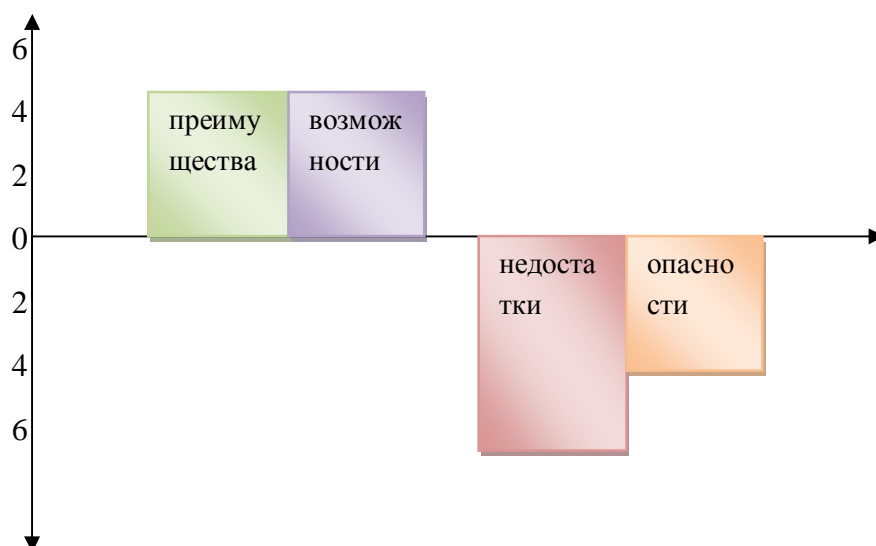 6
4
преиму
щества
возмож
ности
2
0
недоста
тки
опасно
сти
2
4
6